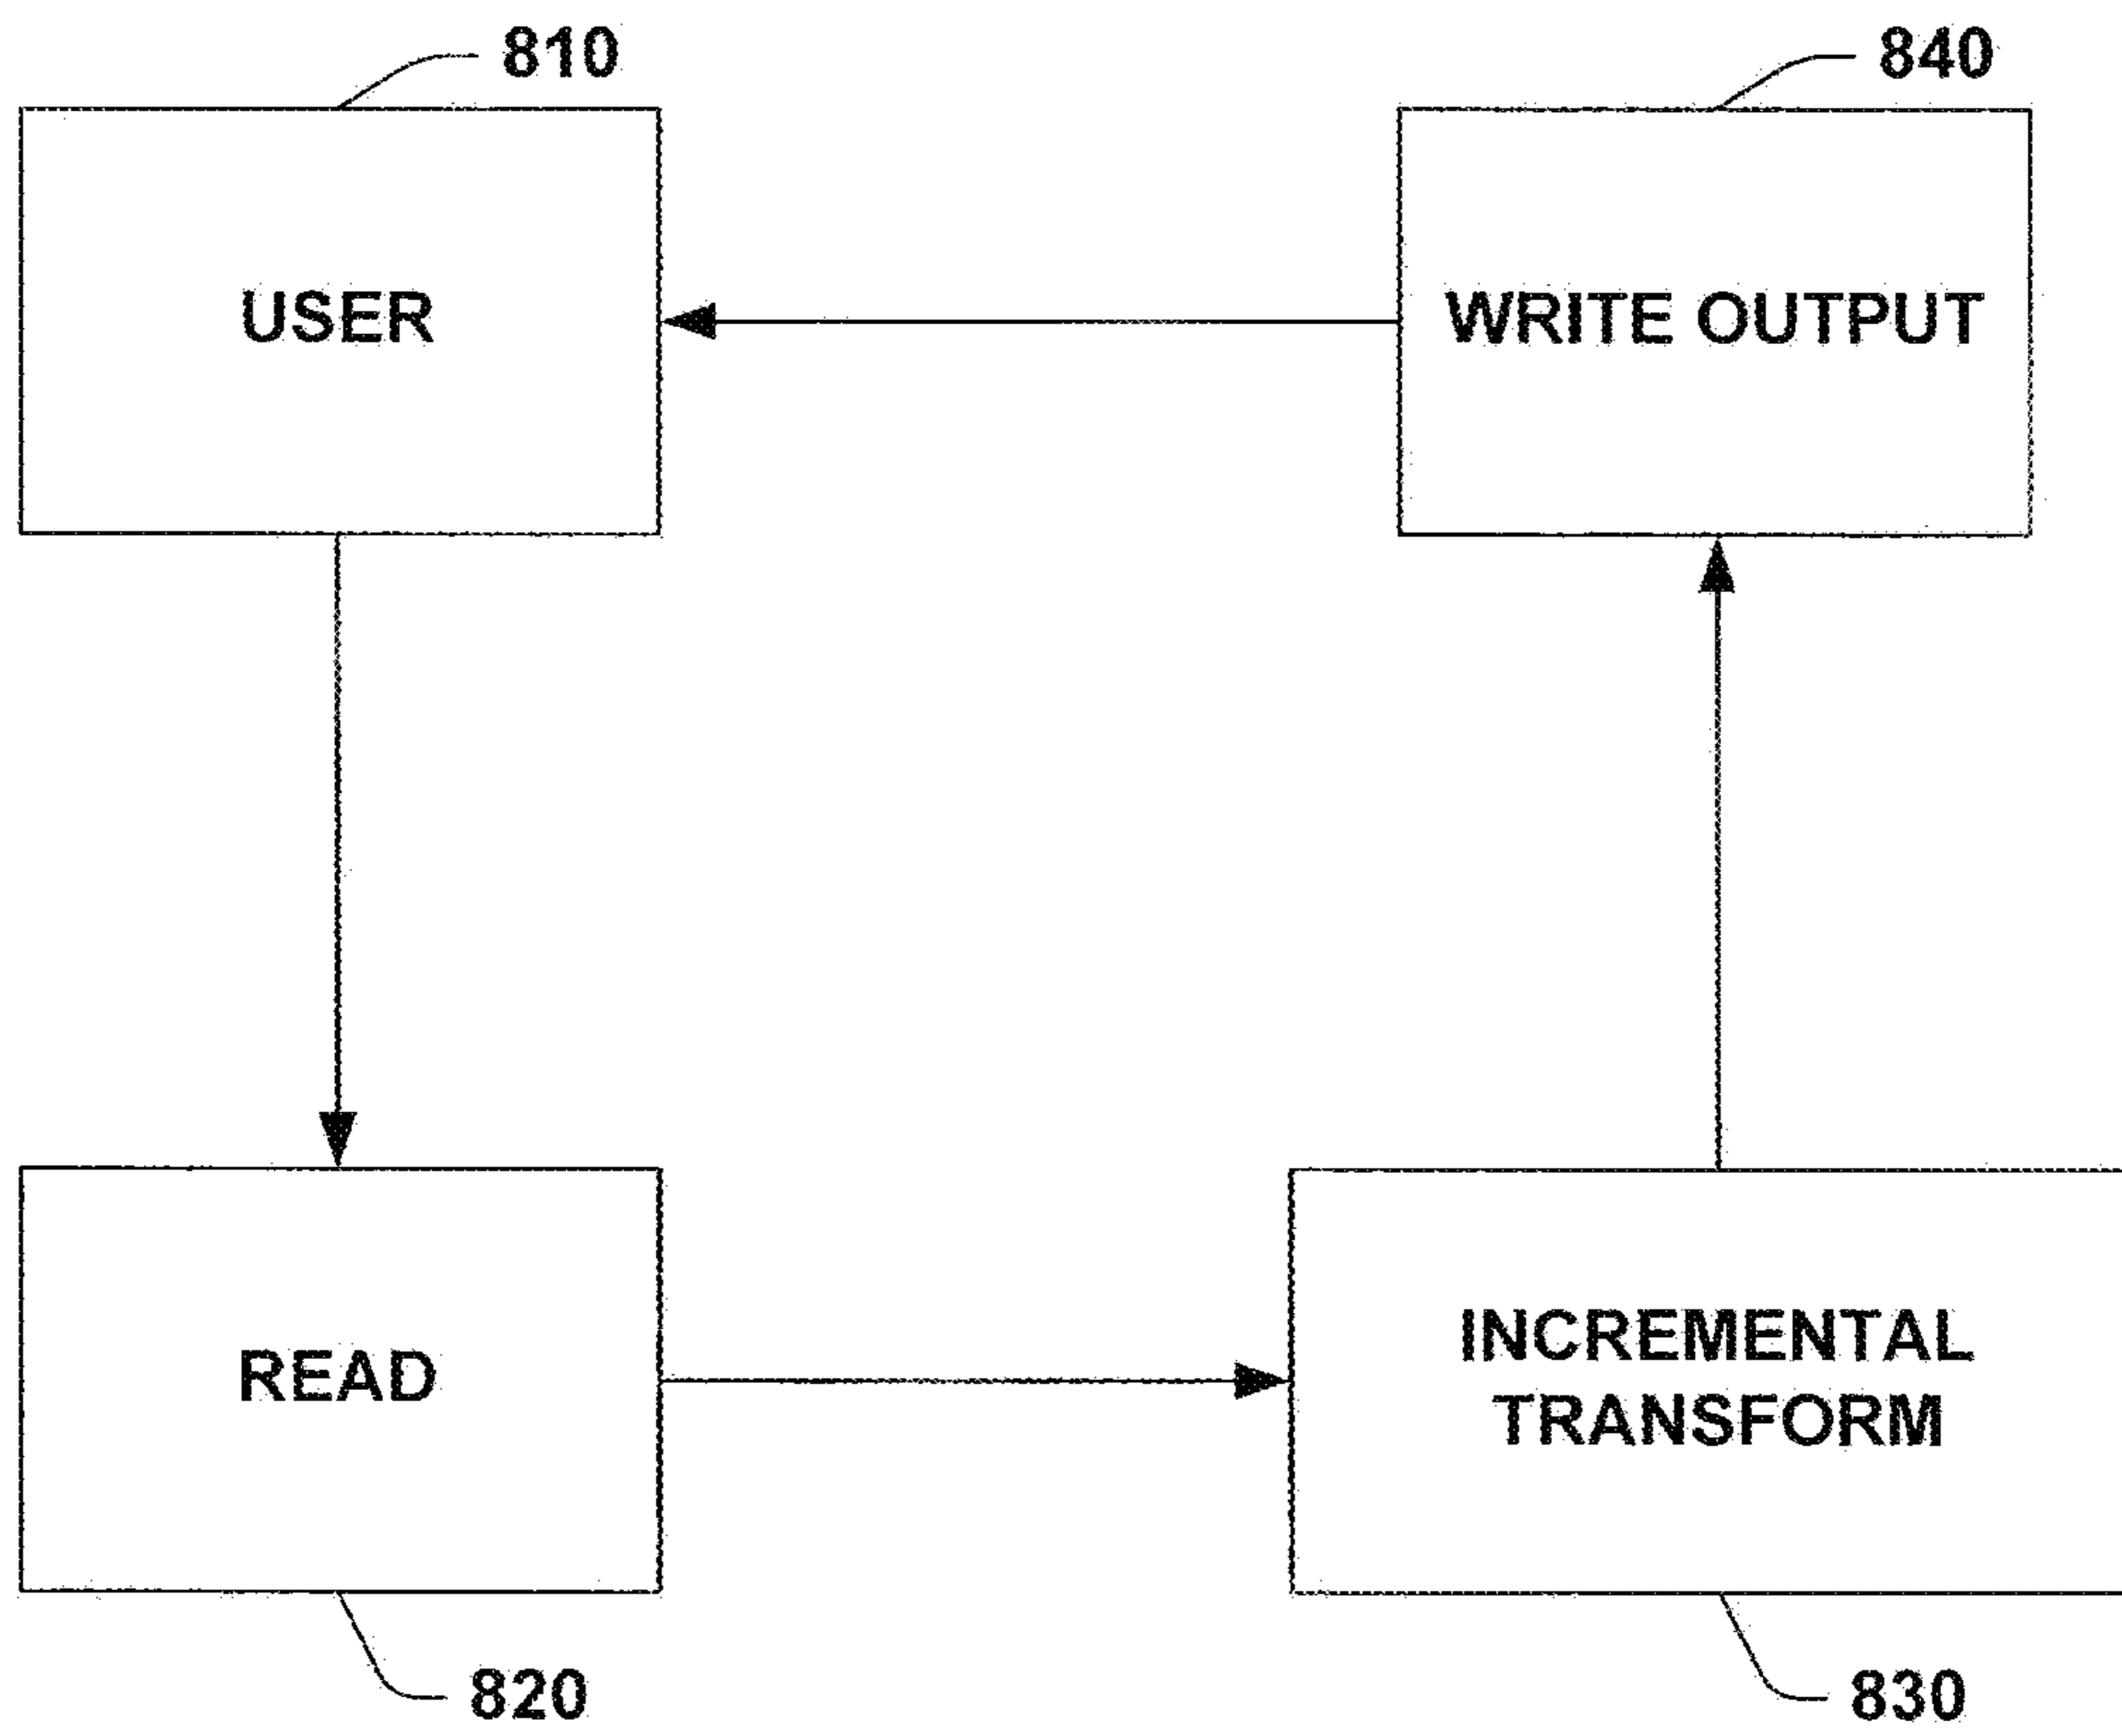 810
840
USER
WRITE OUTPUT
READ
INCREMENTAL
TRANSFORM
820
830